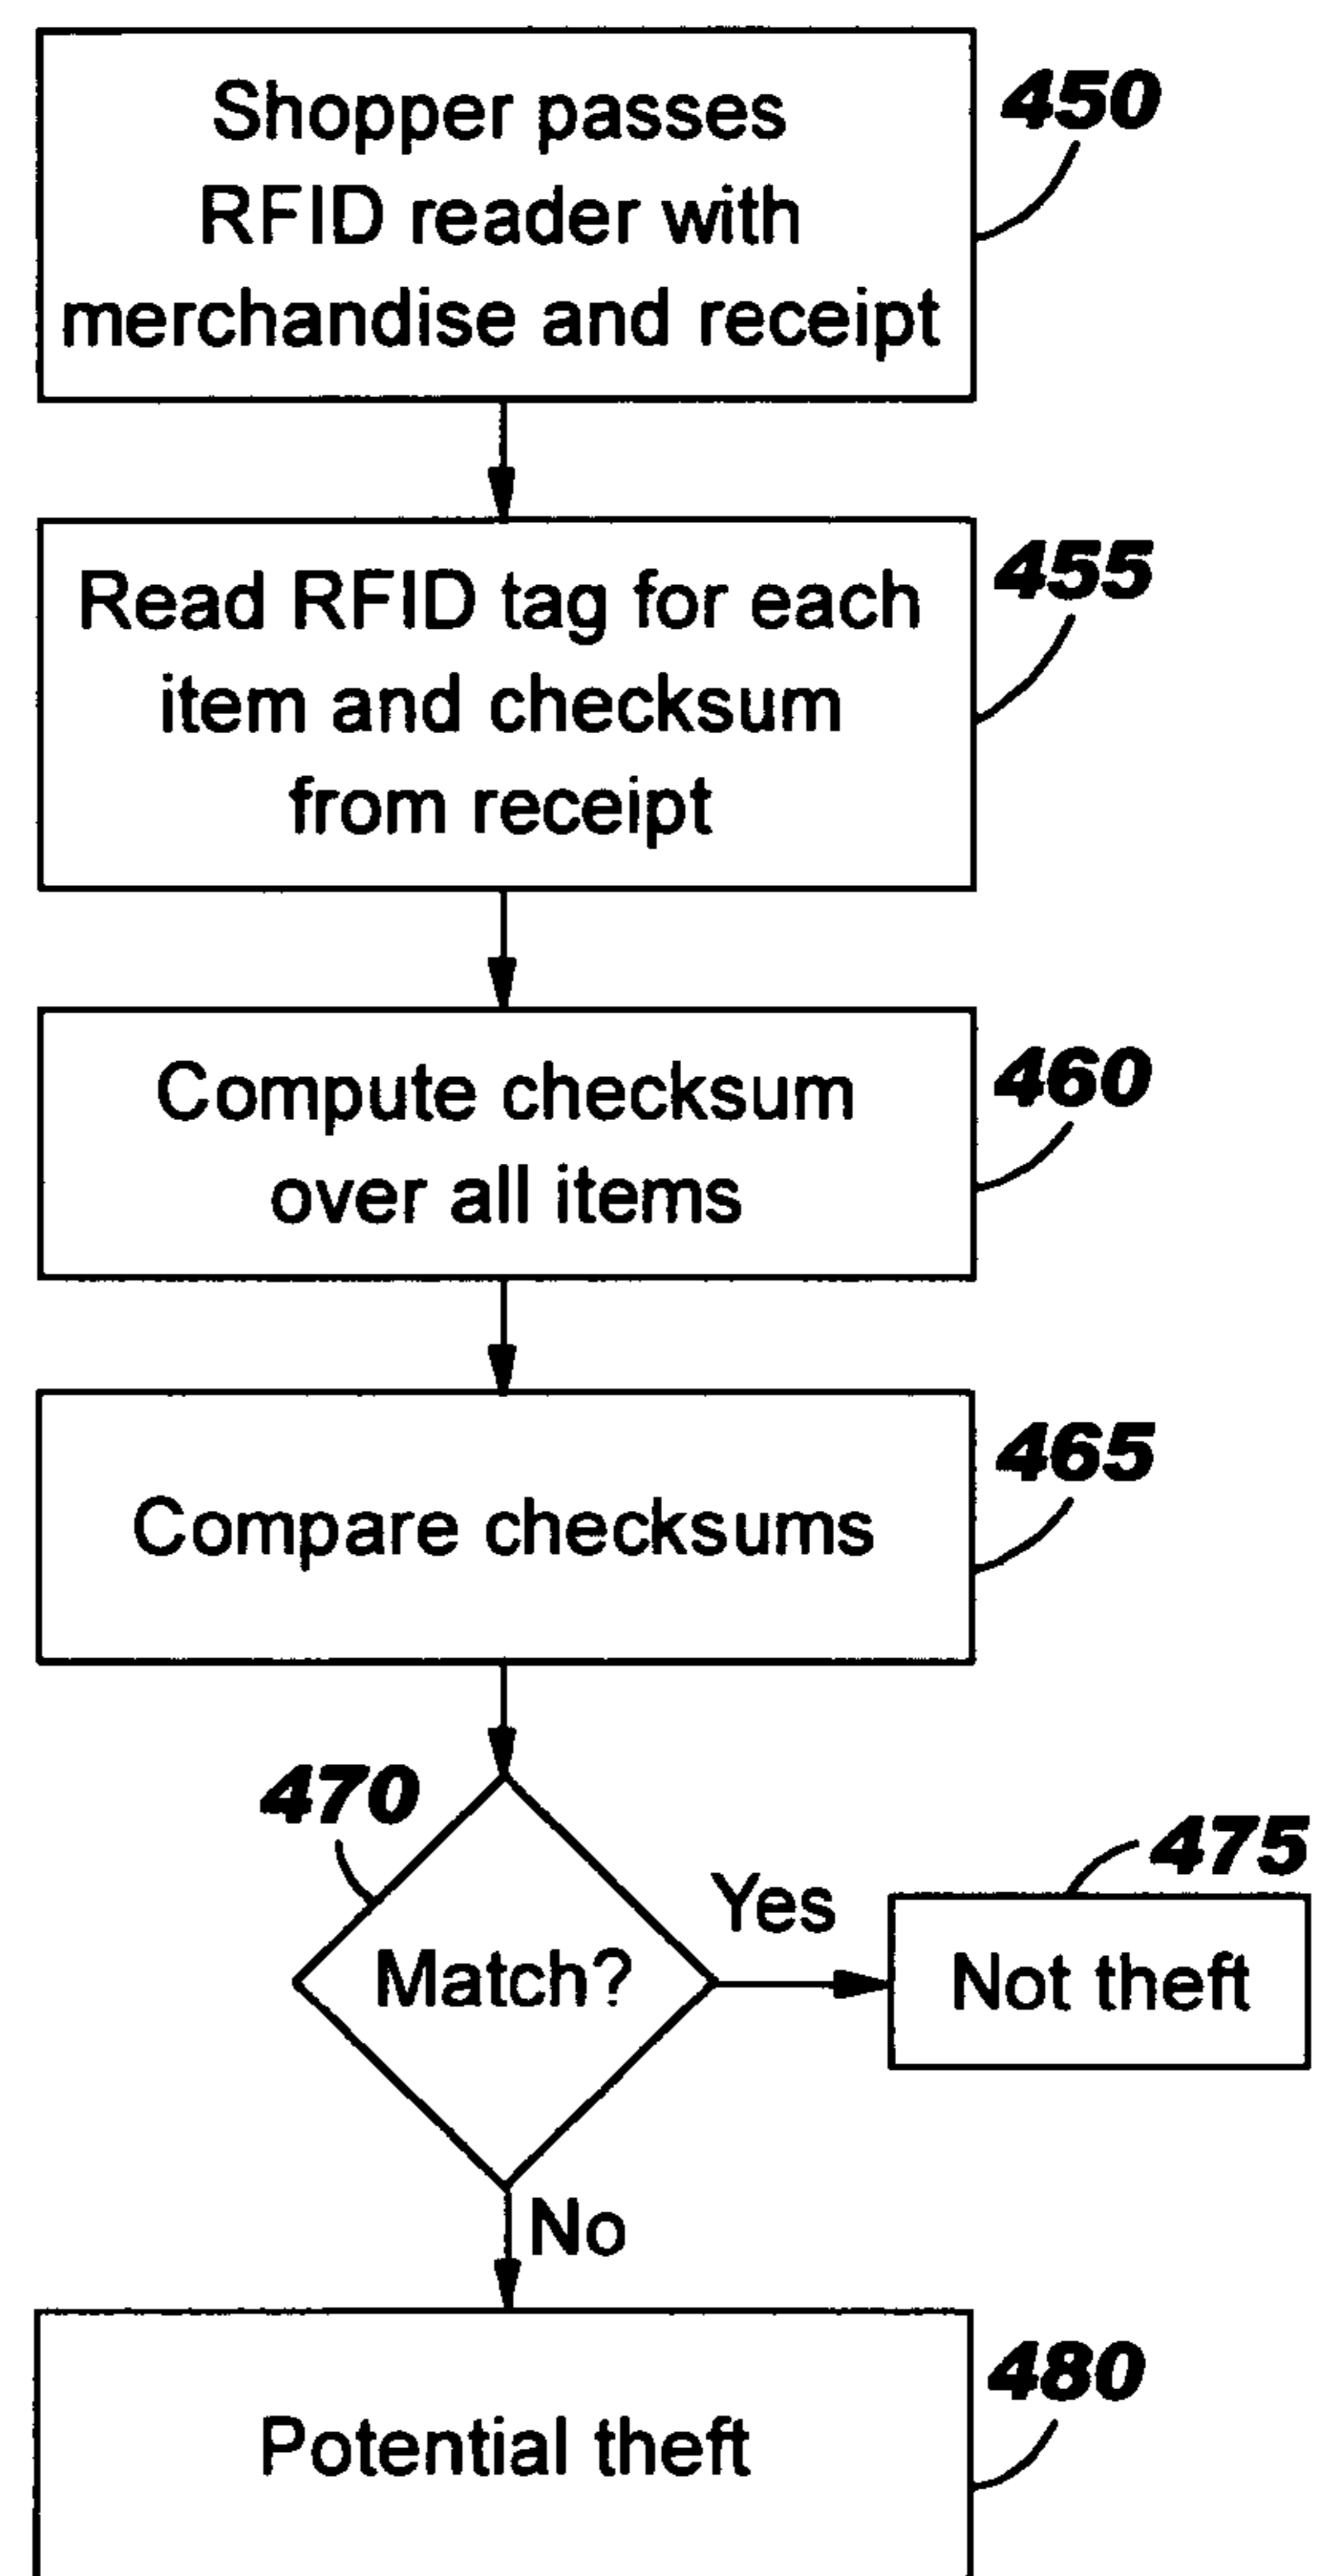 Shopper passes
RFID reader with
merchandise and receipt
450
Read RFID tag for each
item and checksum
from receipt
455
Compute checksum
over all items
460
Compare checksums
465
470
Match?
Yes
475
Not theft
No
Potential theft
480